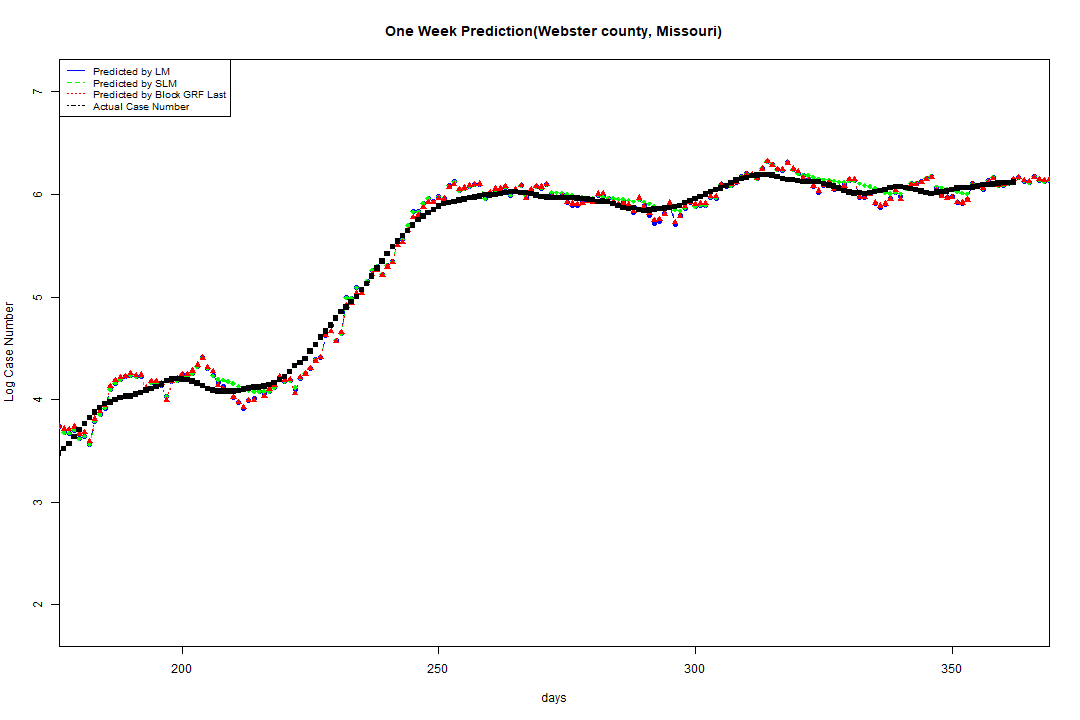 One Week Prediction(Webster county, Missouri)
Predicted by LM
Predicted by SLM
Predicted by Block GRF Last
Actual Case Number
7
6
5
4
3
2
Log Case Number
200 250 300 350
days